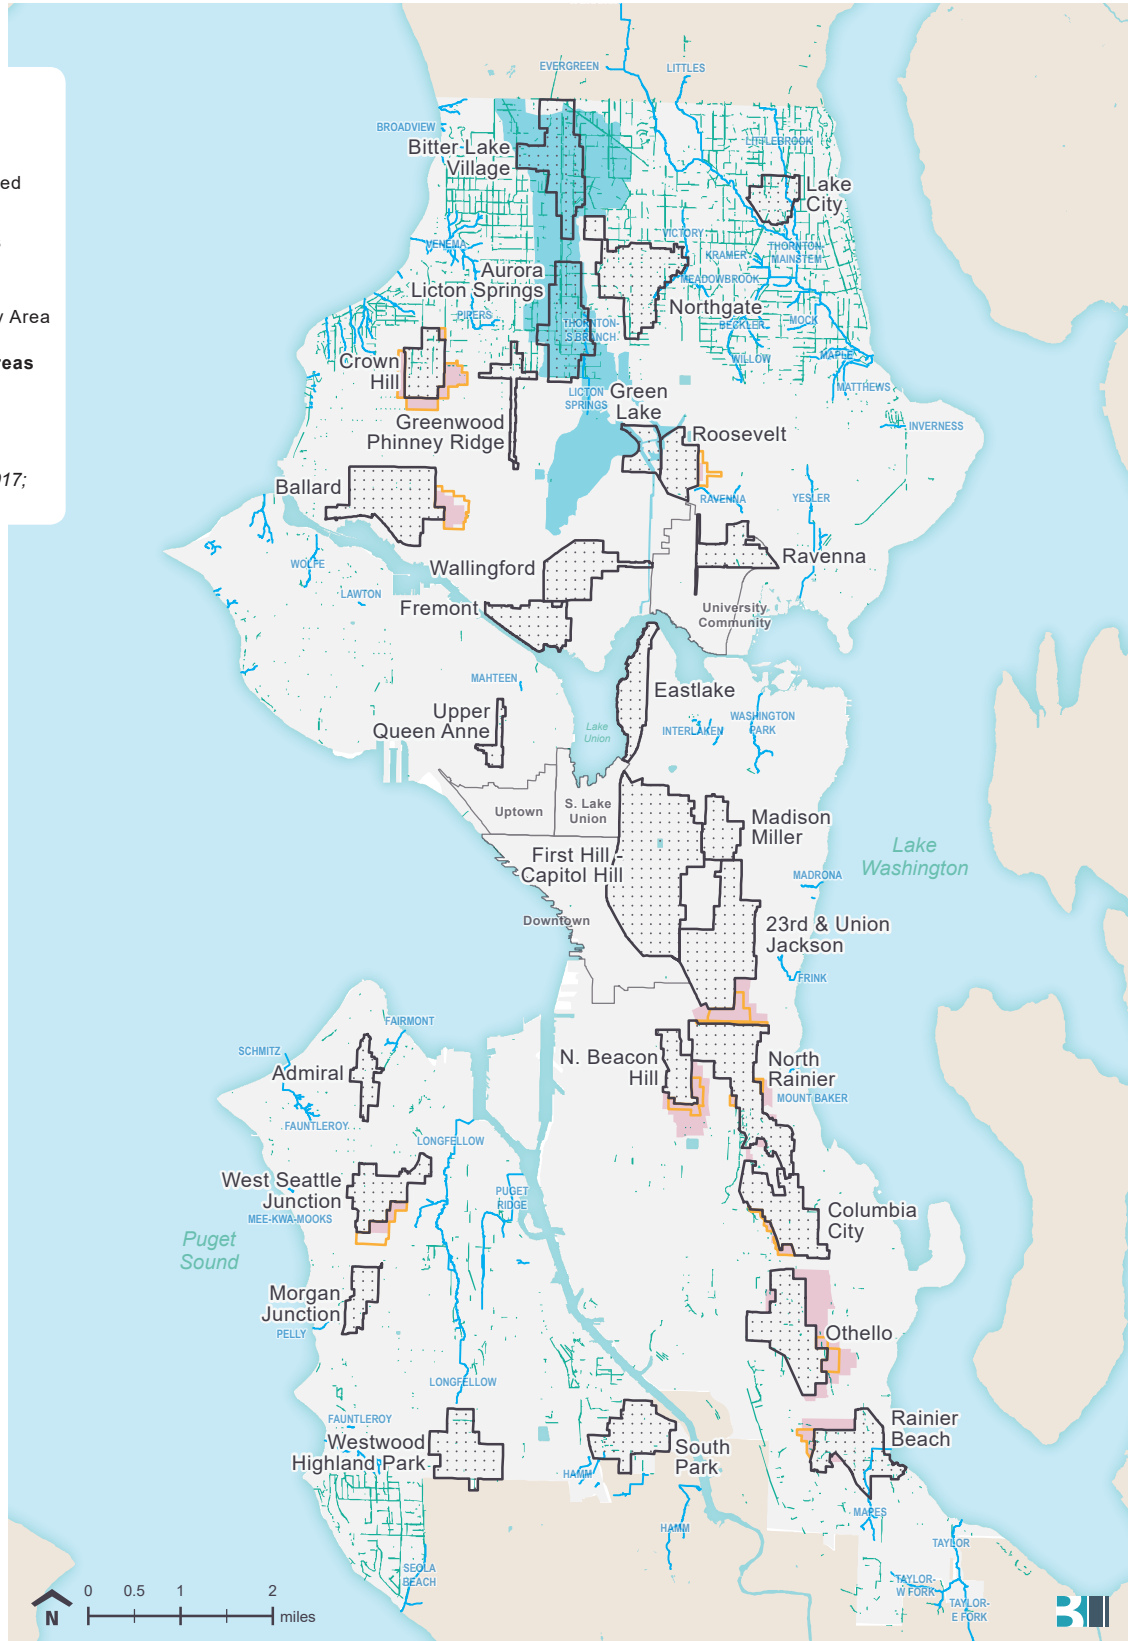 EVERGREEN
LITTLES
ed
y Area
reas
017;
BROADVIEW
Bitter Lake
Village
LITTLEBROOK
Lake
City
VENEMA
VICTORY
KRAMER
THORNTON-
MAINSTEM
MEADOWBROOK
Aurora
Licton Springs
Northgate
PIPERS
THORNTON-
S BRANCH
BECKLER
MOCK
WILLOW
MAPLE
MATTHEWS
Crown
Hill
LICTON
SPRINGS
Green
Lake
Greenwood
Phinney Ridge
Roosevelt
INVERNESS
Ballard
RAVENNA
YESLER
WOLFE
LAWTON
Wallingford
Ravenna
Fremont
University
Community
MAHTEEN
Eastlake
Upper
Queen Anne
Lake
Union
INTERLAKEN
WASHINGTON
PARK
Uptown
S. Lake
Union
Madison
Miller
First Hill -
Capitol Hill
Lake
Washington
MADRONA
Downtown
23rd & Union
Jackson
FRINK
FAIRMONT
SCHMITZ
Admiral
N. Beacon
Hill
North
Rainier
MOUNT BAKER
FAUNTLEROY
LONGFELLOW
West Seattle
Junction
MEE-KWA-MOOKS
PUGET
RIDGE
Columbia
City
Puget
Sound
Morgan
Junction
PELLY
Othello
LONGFELLOW
FAUNTLEROY
Westwood
Highland Park
HAMM
South
Park
Rainier
Beach
HAMM
MAPES
TAYLOR
SEOLA
BEACH
TAYLOR-
W FORK
TAYLOR-
E FORK
N
0 0.5 1 2
miles
B